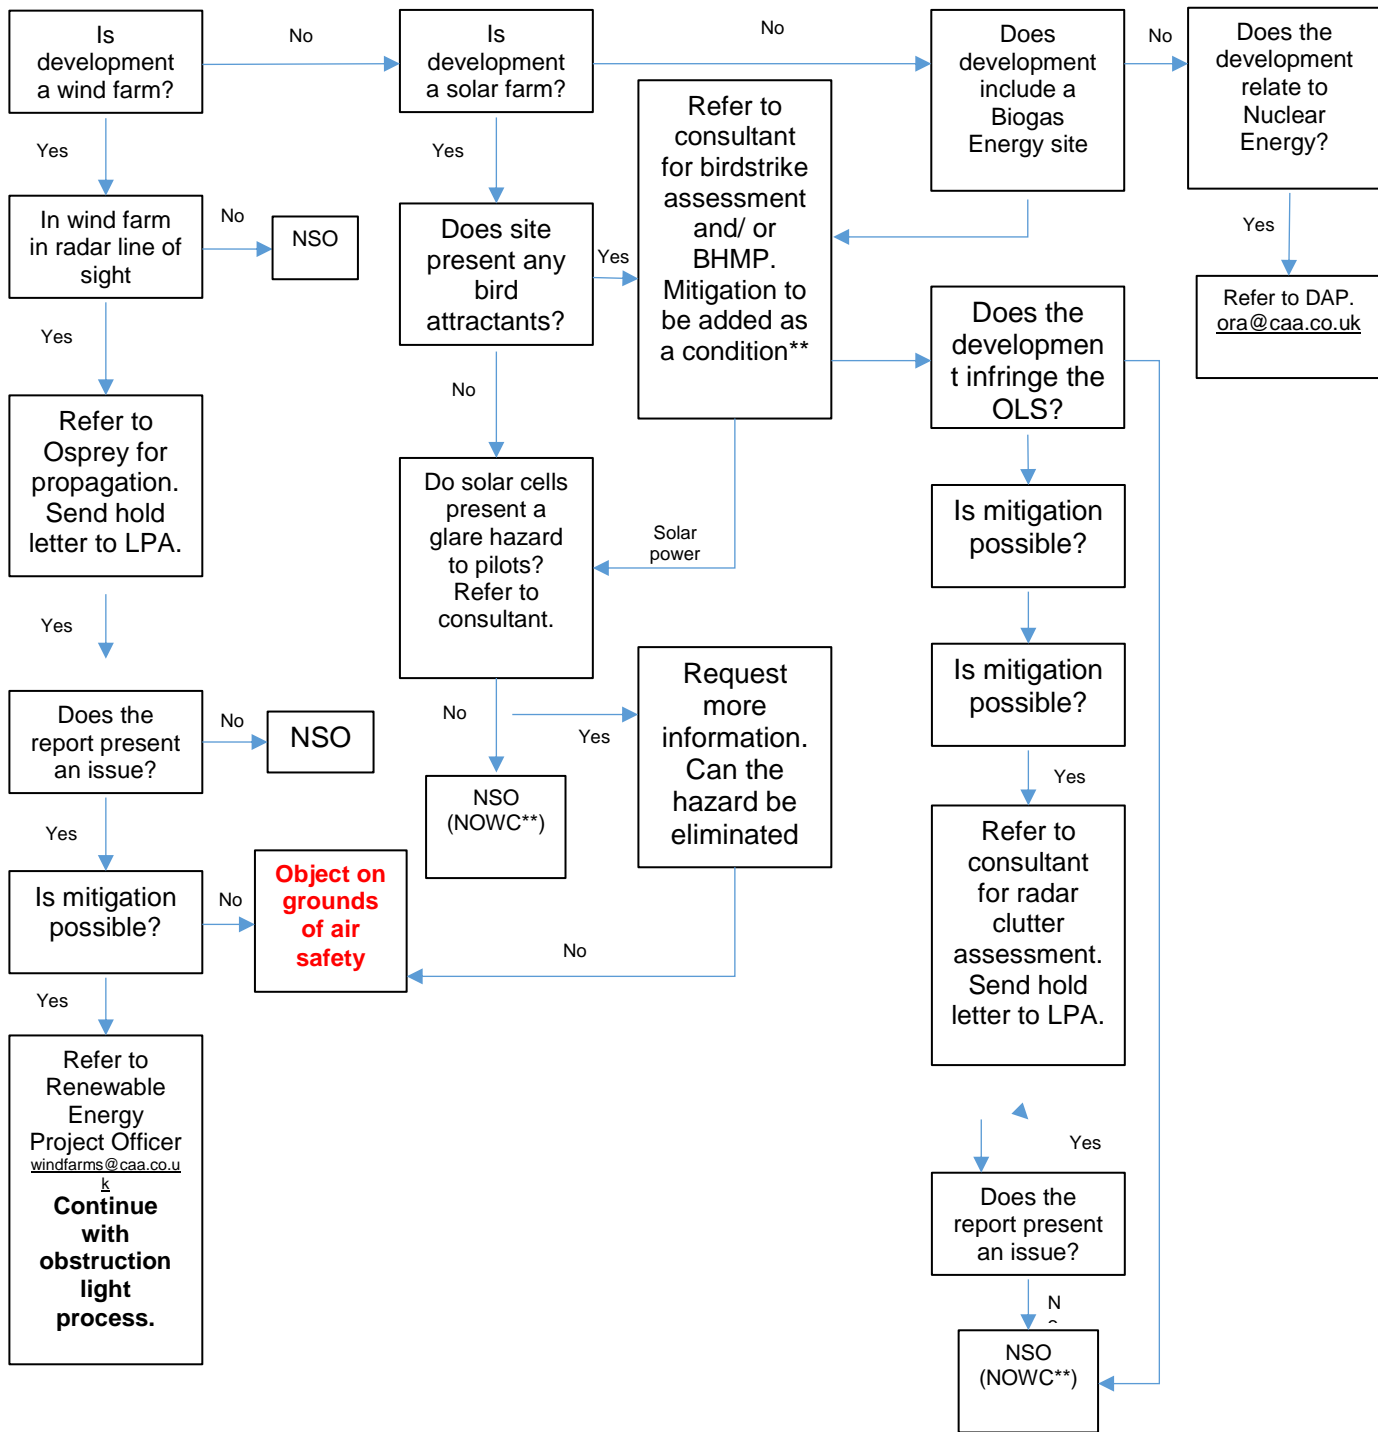 Is
development
a wind farm?
No
Is
development
a solar farm?
No
Does
development
include a
Biogas
Energy site
No
Does the
development
relate to
Nuclear
Energy?
Yes
Yes
Refer to
consultant
for birdstrike
assessment
and/ or
BHMP.
Mitigation to
be added as
a condition**
Yes
Refer to DAP.
ora@caa.co.uk
In wind farm
in radar line of
sight
No
NSO
Does site
present any
bird
attractants?
Yes
Yes
No
Does the
developmen
t infringe the
OLS?
Refer to
Osprey for
propagation.
Send hold
letter to LPA.
Do solar cells
present a
glare hazard
to pilots?
Refer to
consultant.
Solar
power
Is mitigation
possible?
Yes
Is mitigation
possible?
Yes
Does the
report present
an issue?
No
NSO
No
Yes
Request
more
information.
Can the
hazard be
eliminated
NSO
(NOWC**)
Yes
Is mitigation
possible?
No
Object on
grounds
of air
safety
No
Refer to
consultant
for radar
clutter
assessment.
Send hold
letter to LPA.
Yes
Refer to
Renewable
Energy
Project Officer
windfarms@caa.co.u
k
Continue
with
obstruction
light
process.
Yes
Does the
report present
an issue?
N
NSO
(NOWC**)